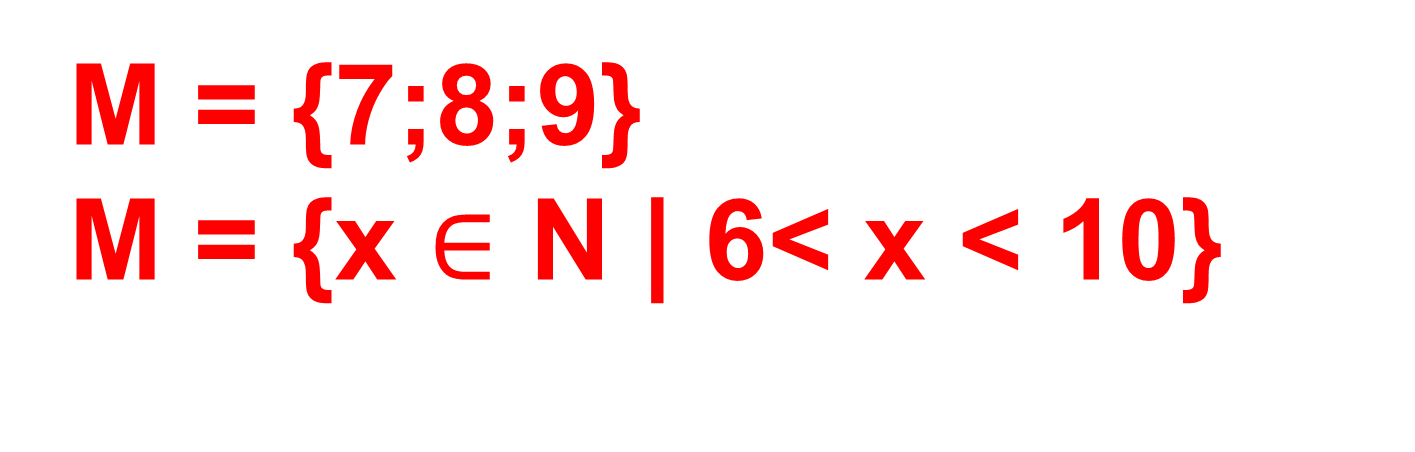 M = {7;8;9}
M = {x ∈ N | 6< x < 10}